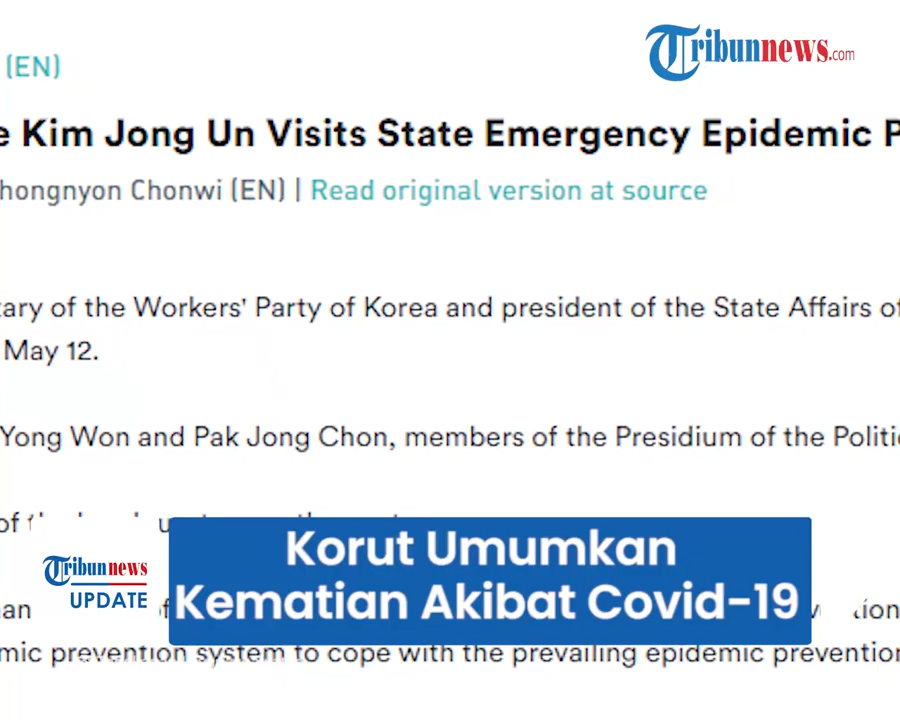 Tribunnews.com
(EN)
e Kim Jong Un Visits State Emergency Epidemic P
hongnyon Chonwi (EN) | Read original version at source
tary of the Workers' Party of Korea and president of the State Affairs of
May 12.
Yong Won and Pak Jong Chon, members of the Presidium of the Politi
of
Korut Umumkan
Tribunnews
UPDATE
Kematian Akibat Covid-19
mic prevention system to cope with the prevailing epidemic prevention